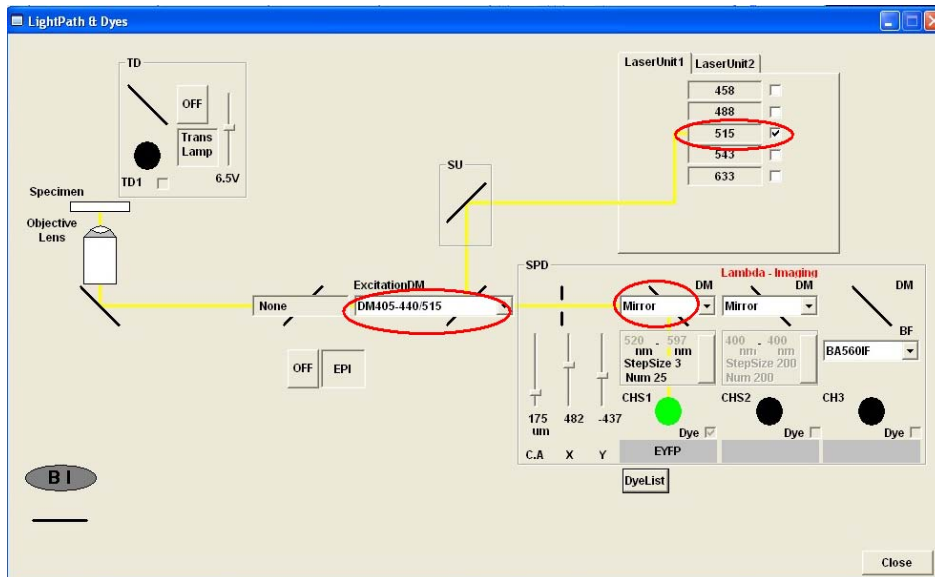 LightPath & Dyes
TD
OFF
Trans
Lamp
TD1
6.5V
LaserUnit1 LaserUnit2
458
488
515
543
633
SU
Specimen
Objective
Lens
None
ExcitationDM
DM405-440/515
OFF EPI
SPD
Lambda - Imaging
DM DM DM
Mirror Mirror
BF
BA560IF
520 - 597
nm nm
StepSize 3
Num 25
400 - 400
nm nm
StepSize 200
Num 200
CHS1 CHS2 CH3
175 482 -437
um
Dye Dye Dye
C.A X Y
EYFP
DyeList
B I
Close